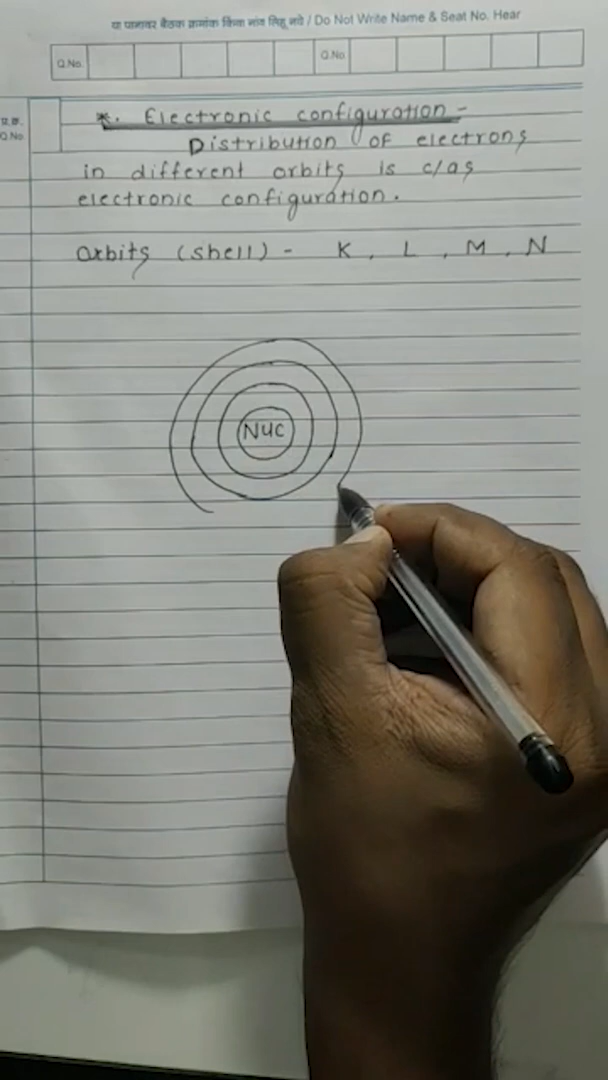 या पानावर बैठक क्रमांक किंवा नांव लिहू नये / Do Not Write Name & Seat No. Hear
Q.No. Q.No.
प्र.क्र.
Q.No.
*. Electronic configuration -
Distribution of electrons
in different orbits is c/as
electronic configuration.
orbits (shell) - K, L, M, N
Nuc